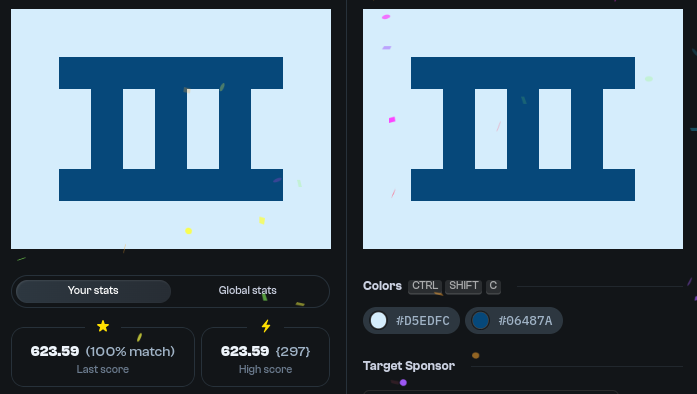 Your stats
Global stats
623.59 (100% match)
Last score
623.59 {297}
High score
Colors CTRL SHIFT C
#D5EDFC
#06487A
Target Sponsor